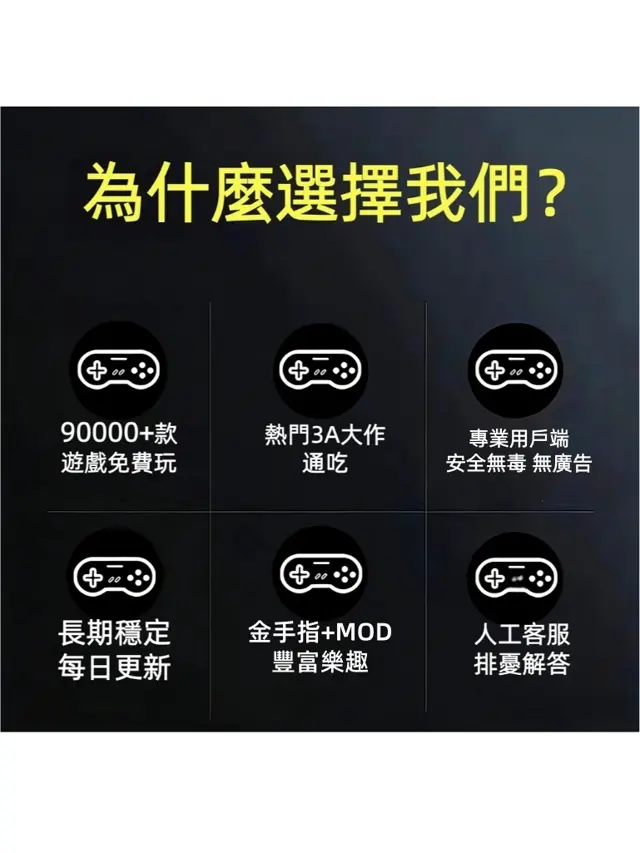 為什麼選擇我們?
90000+款
遊戲免費玩
熱門3A大作
通吃
專業用戶端
安全無毒 無廣告
長期穩定
每日更新
金手指+MOD
豐富樂趣
人工客服
排憂解答